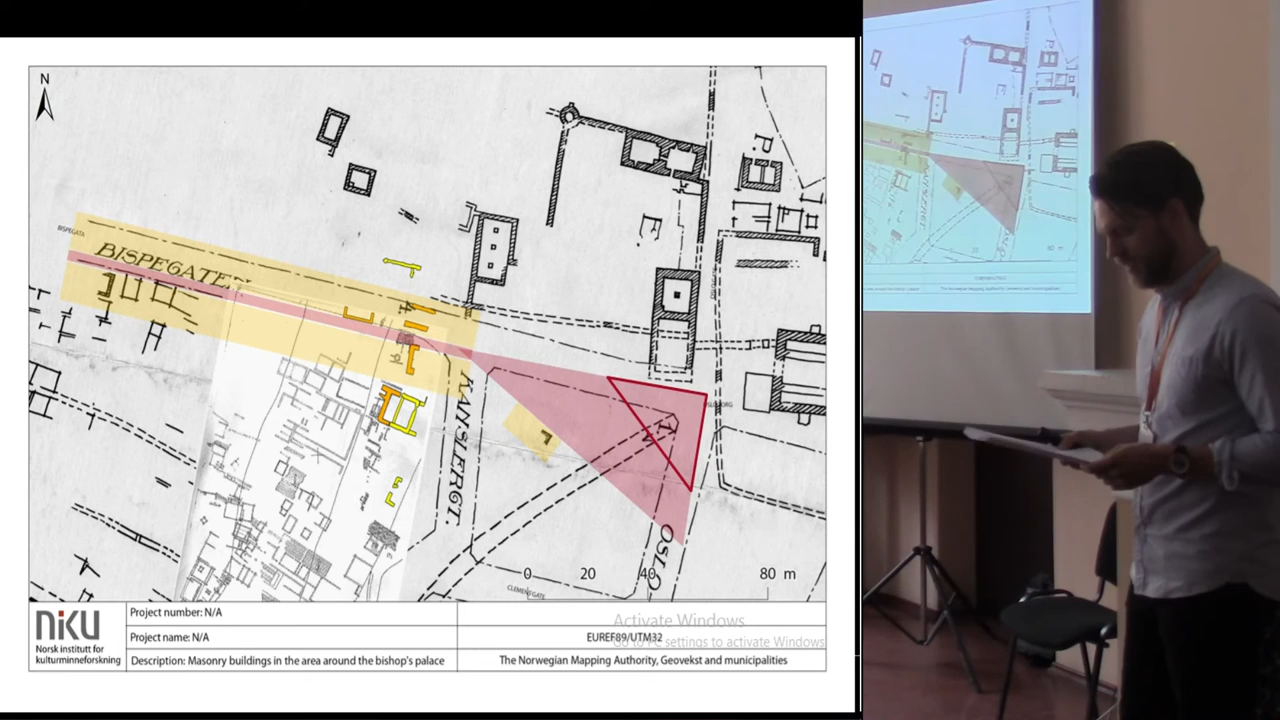 N
BISPEGATA
BISPEGATEN
P.
E.
KANSLERGT.
OSLO
0 20 40 80 m
CLEMENTGATE
NIKU
Norsk institutt for
kulturminneforskning
Project number: N/A
Project name: N/A
Description: Masonry buildings in the area around the bishop's palace
EUREF89/UTM32
The Norwegian Mapping Authority, Geovekst and municipalities
Activate Windows
Go to PC settings to activate Windows